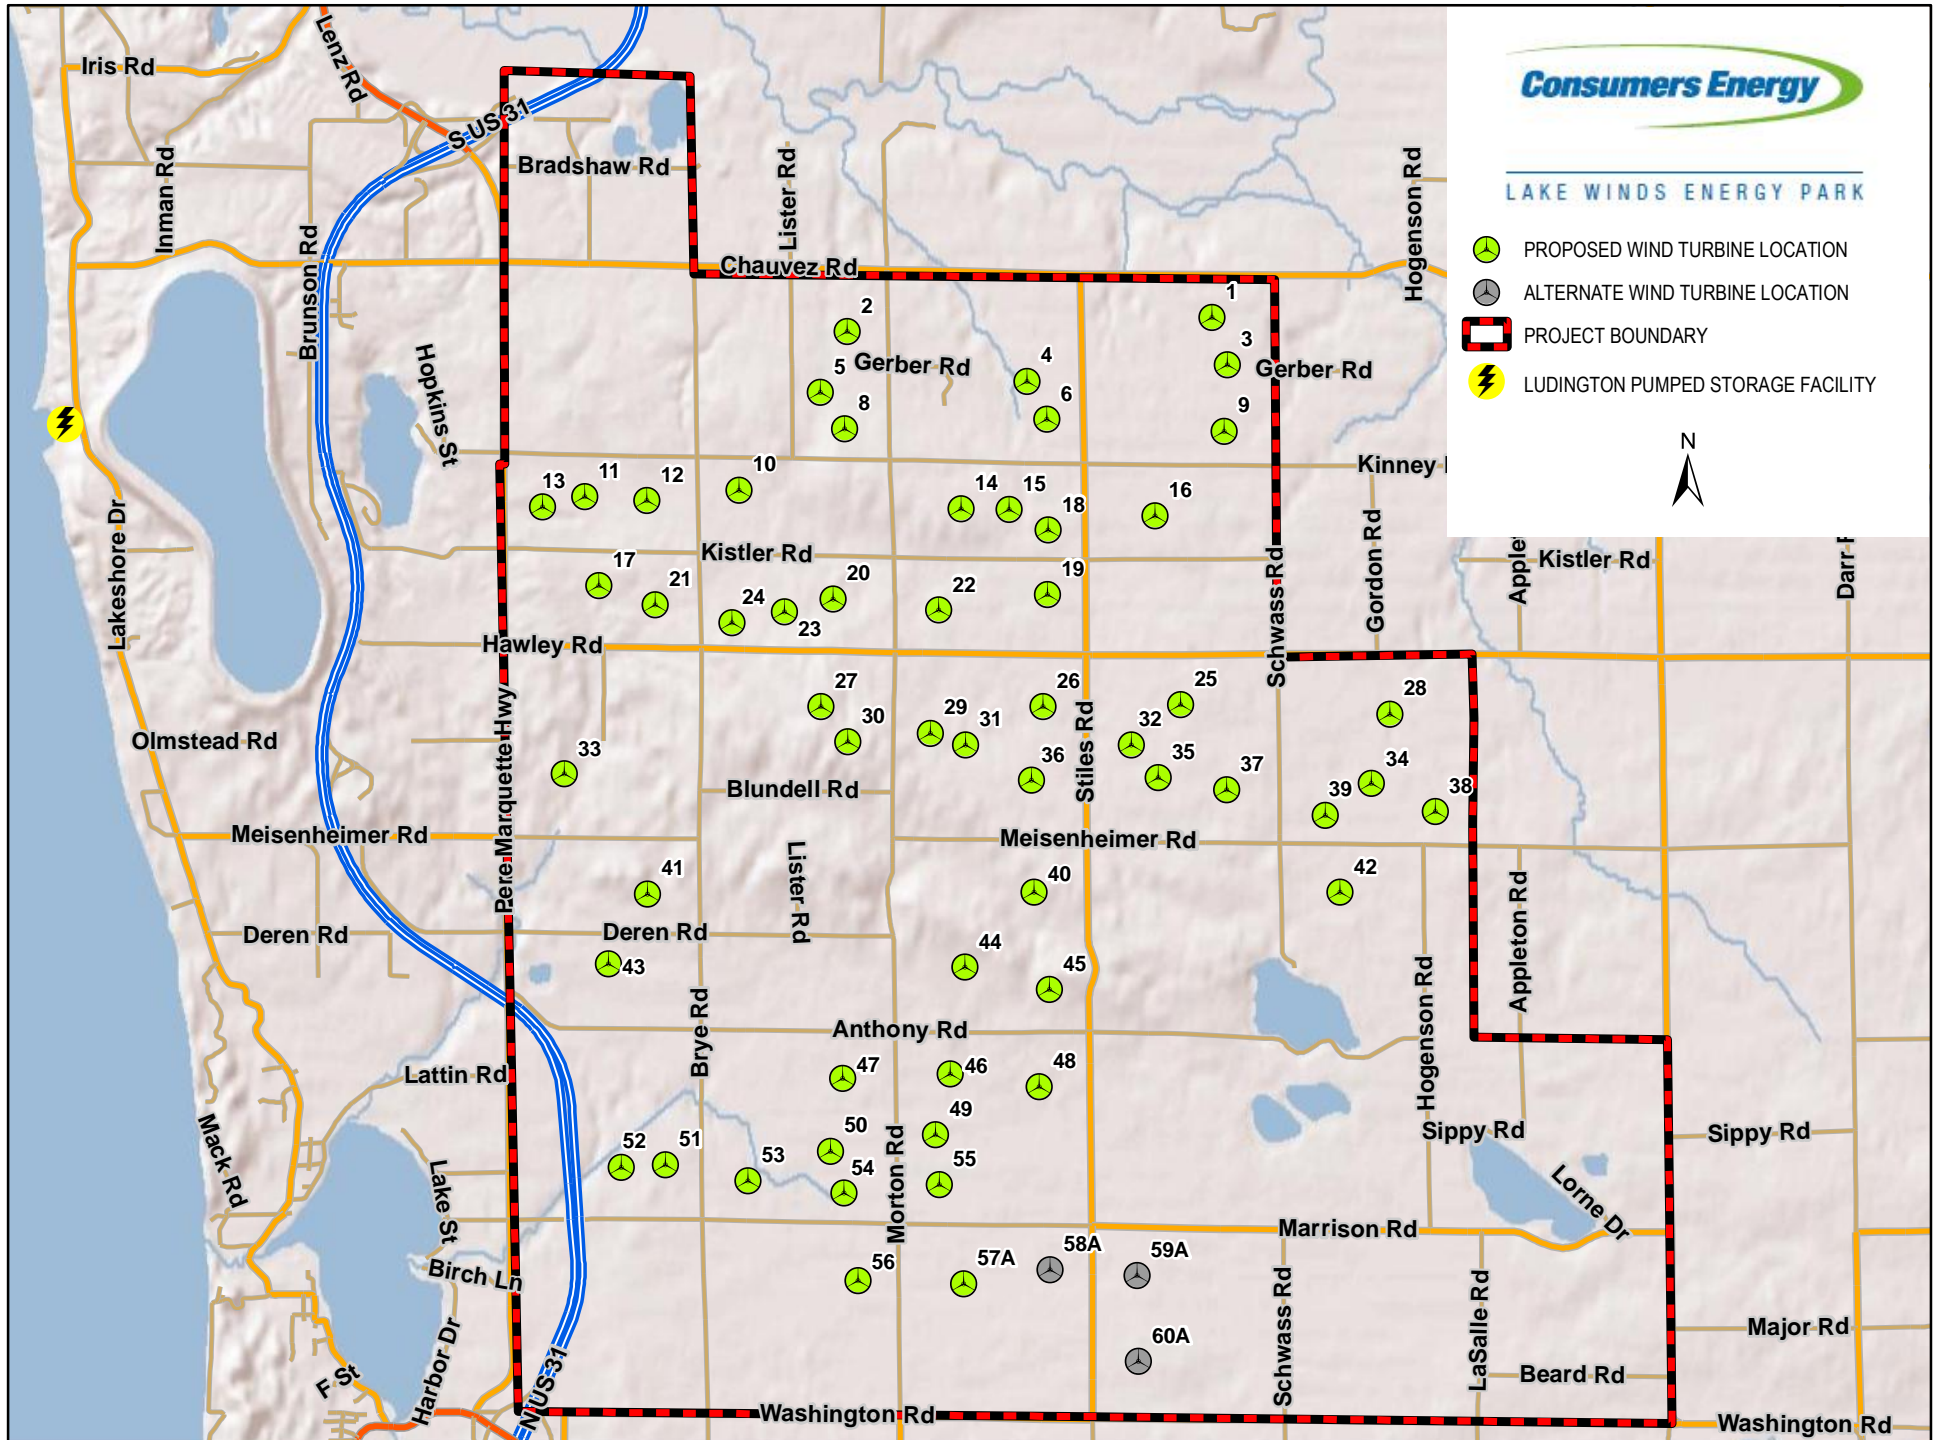 Iris Rd
Lenz Rd
S US 31
Bradshaw Rd
Inman Rd
Lister Rd
Hogenson Rd
Brunson Rd
Chauvez Rd
Consumers Energy
LAKE WINDS ENERGY PARK
PROPOSED WIND TURBINE LOCATION
ALTERNATE WIND TURBINE LOCATION
PROJECT BOUNDARY
LUDINGTON PUMPED STORAGE FACILITY
N
1
2
3
Gerber Rd
Gerber Rd
4
5
6
8
9
Hopkins St
Kinney
10
11
12
13
14
15
16
18
Lakeshore Dr
Kistler Rd
Kistler Rd
Schwass Rd
Gordon Rd
17
21
24
23
20
22
19
Hawley Rd
Pere Marquette Hwy
Olmstead Rd
27
30
29
31
26
36
Stiles Rd
25
32
35
37
28
34
39
38
33
Blundell Rd
Meisenheimer Rd
Meisenheimer Rd
41
Lister Rd
40
42
Appleton Rd
Deren Rd
Deren Rd
43
44
45
Hogenson Rd
Brye Rd
Anthony Rd
Lattin Rd
47
46
48
Mack Rd
49
50
Morton Rd
51
52
53
54
55
Sippy Rd
Sippy Rd
Lorne Dr
Lake St
Marrison Rd
Birch Ln
56
57A
58A
59A
60A
Schwass Rd
LaSalle Rd
Major Rd
Beard Rd
F St
Harbor Dr
N US 31
Washington Rd
Washington Rd